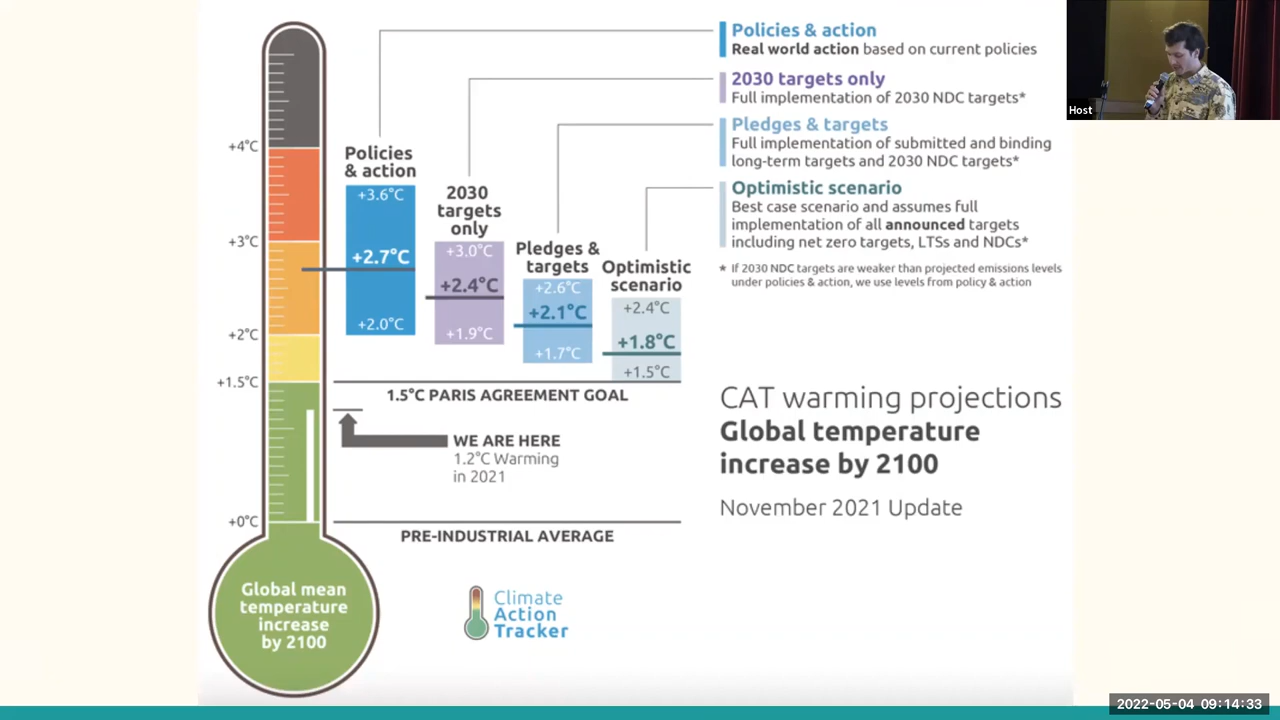 Policies & action
Real world action based on current policies
2030 targets only
Full implementation of 2030 NDC targets*
Pledges & targets
Full implementation of submitted and binding
long-term targets and 2030 NDC targets*
Optimistic scenario
Best case scenario and assumes full
implementation of all announced targets
including net zero targets, LTSs and NDCs*
* If 2030 NDC targets are weaker than projected emissions levels
under policies & action, we use levels from policy & action
Host
+4°C
+3°C
+2°C
+1.5°C
+0°C
Policies
& action
+3.6°C
+2.7°C
+2.0°C
2030
targets
only
+3.0°C
+2.4°C
+1.9°C
Pledges &
targets
+2.6°C
+2.1°C
+1.7°C
Optimistic
scenario
+2.4°C
+1.8°C
+1.5°C
1.5°C PARIS AGREEMENT GOAL
WE ARE HERE
1.2°C Warming
in 2021
PRE-INDUSTRIAL AVERAGE
CAT warming projections
Global temperature
increase by 2100
November 2021 Update
Global mean
temperature
increase
by 2100
Climate
Action
Tracker
2022-05-04 09:14:33